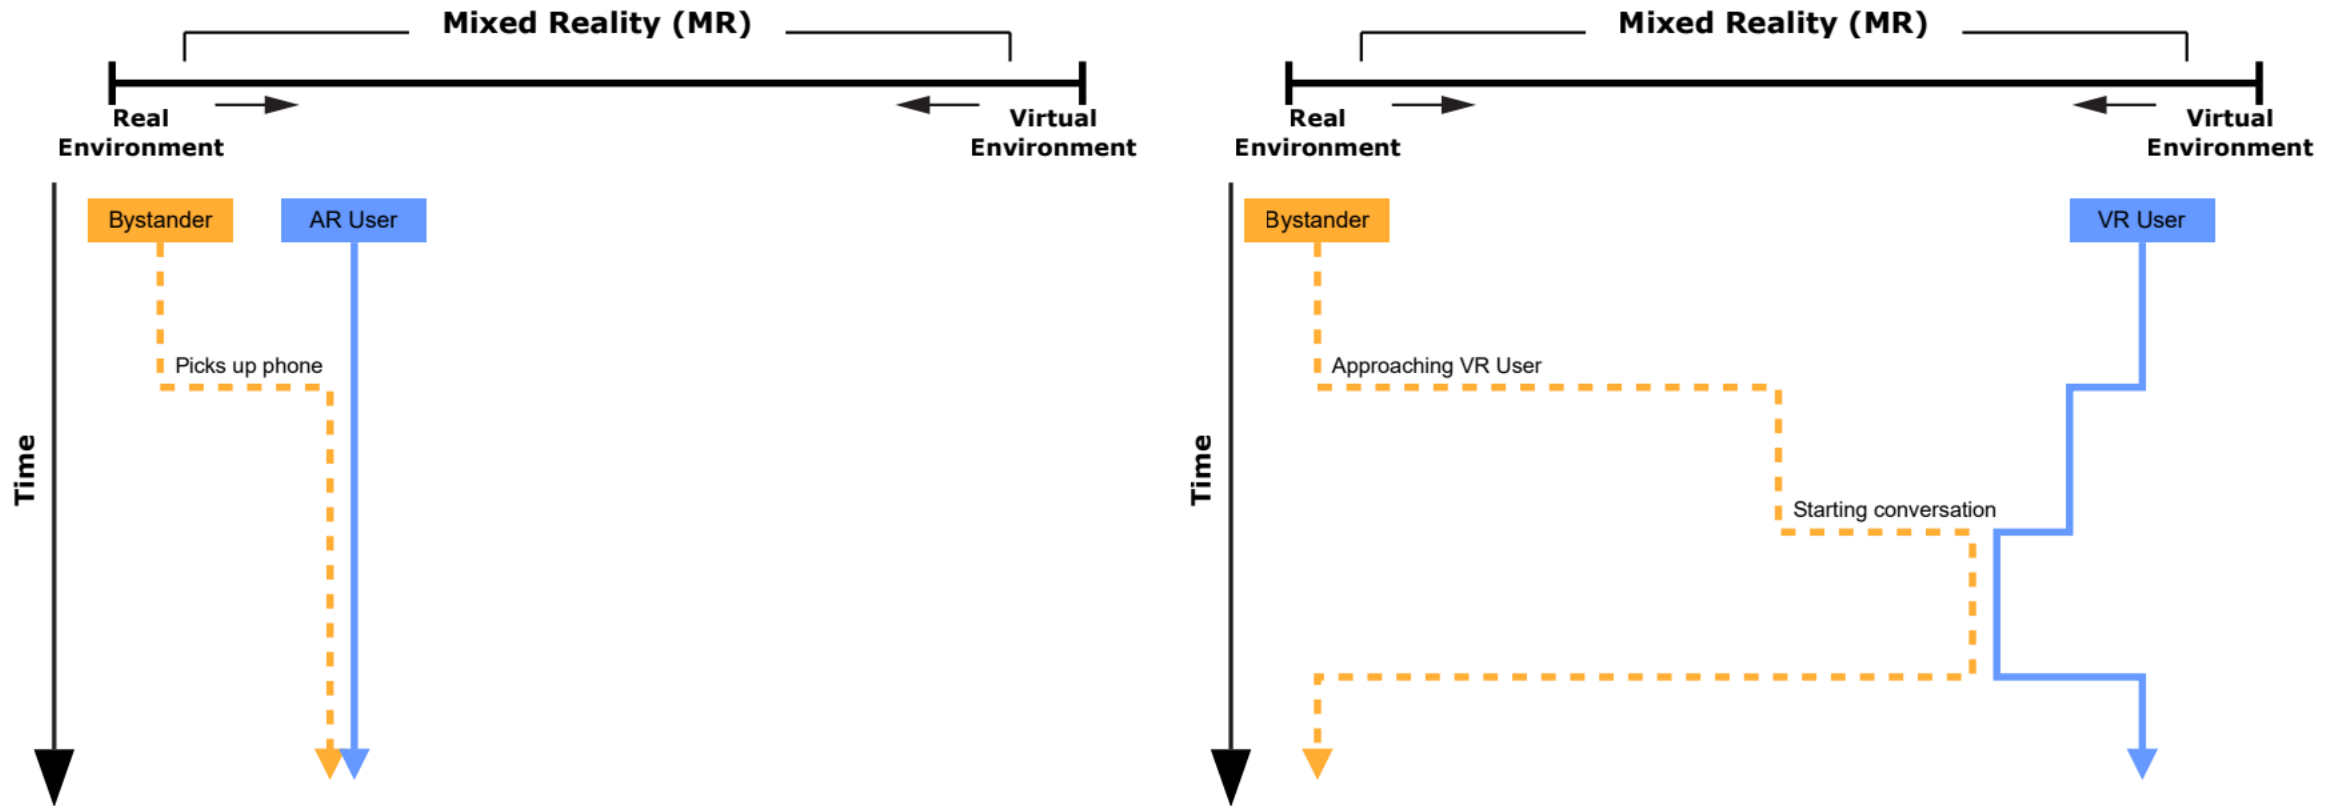 Mixed Reality (MR)
Real
Environment
Virtual
Environment
Bystander
AR User
Picks up phone
Time
Mixed Reality (MR)
Real
Environment
Virtual
Environment
Bystander
VR User
Approaching VR User
Starting conversation
Time